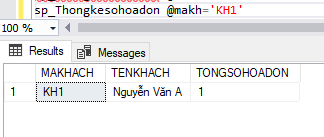 sp_Thongkesohoadon @makh='KH1'
100 %
Results Messages
MAKHACH TENKHACH TONGSOHOADON
1 KH1 Nguyễn Văn A 1